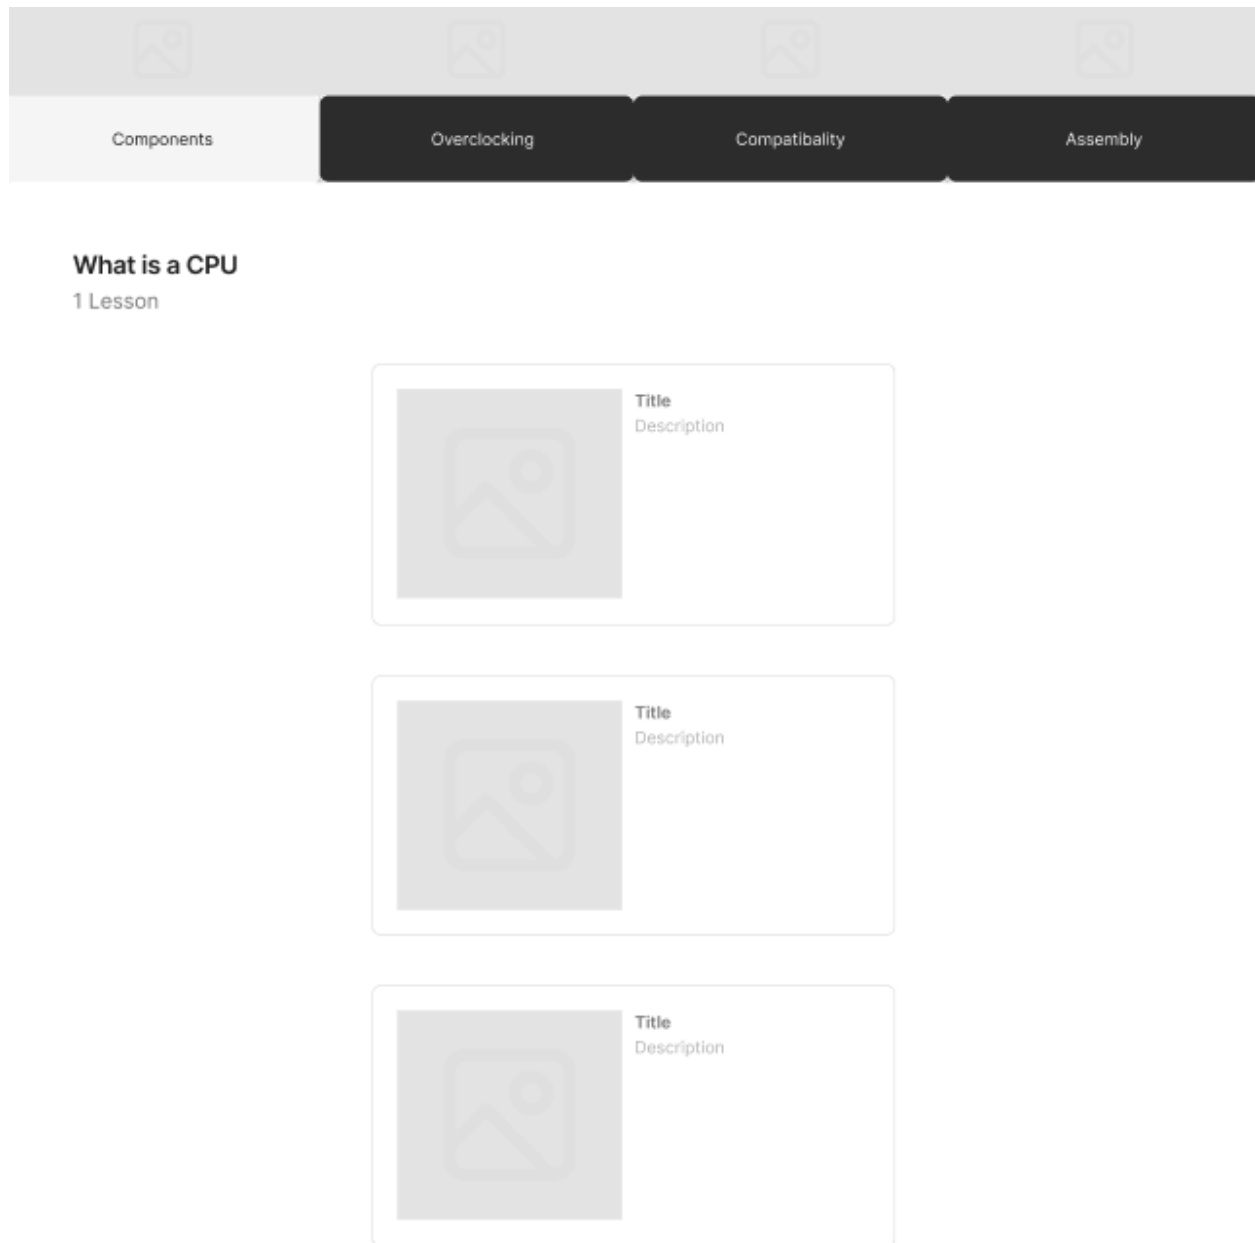 Components Overclocking Compatibality Assembly
What is a CPU
1 Lesson
Title
Description
Title
Description
Title
Description